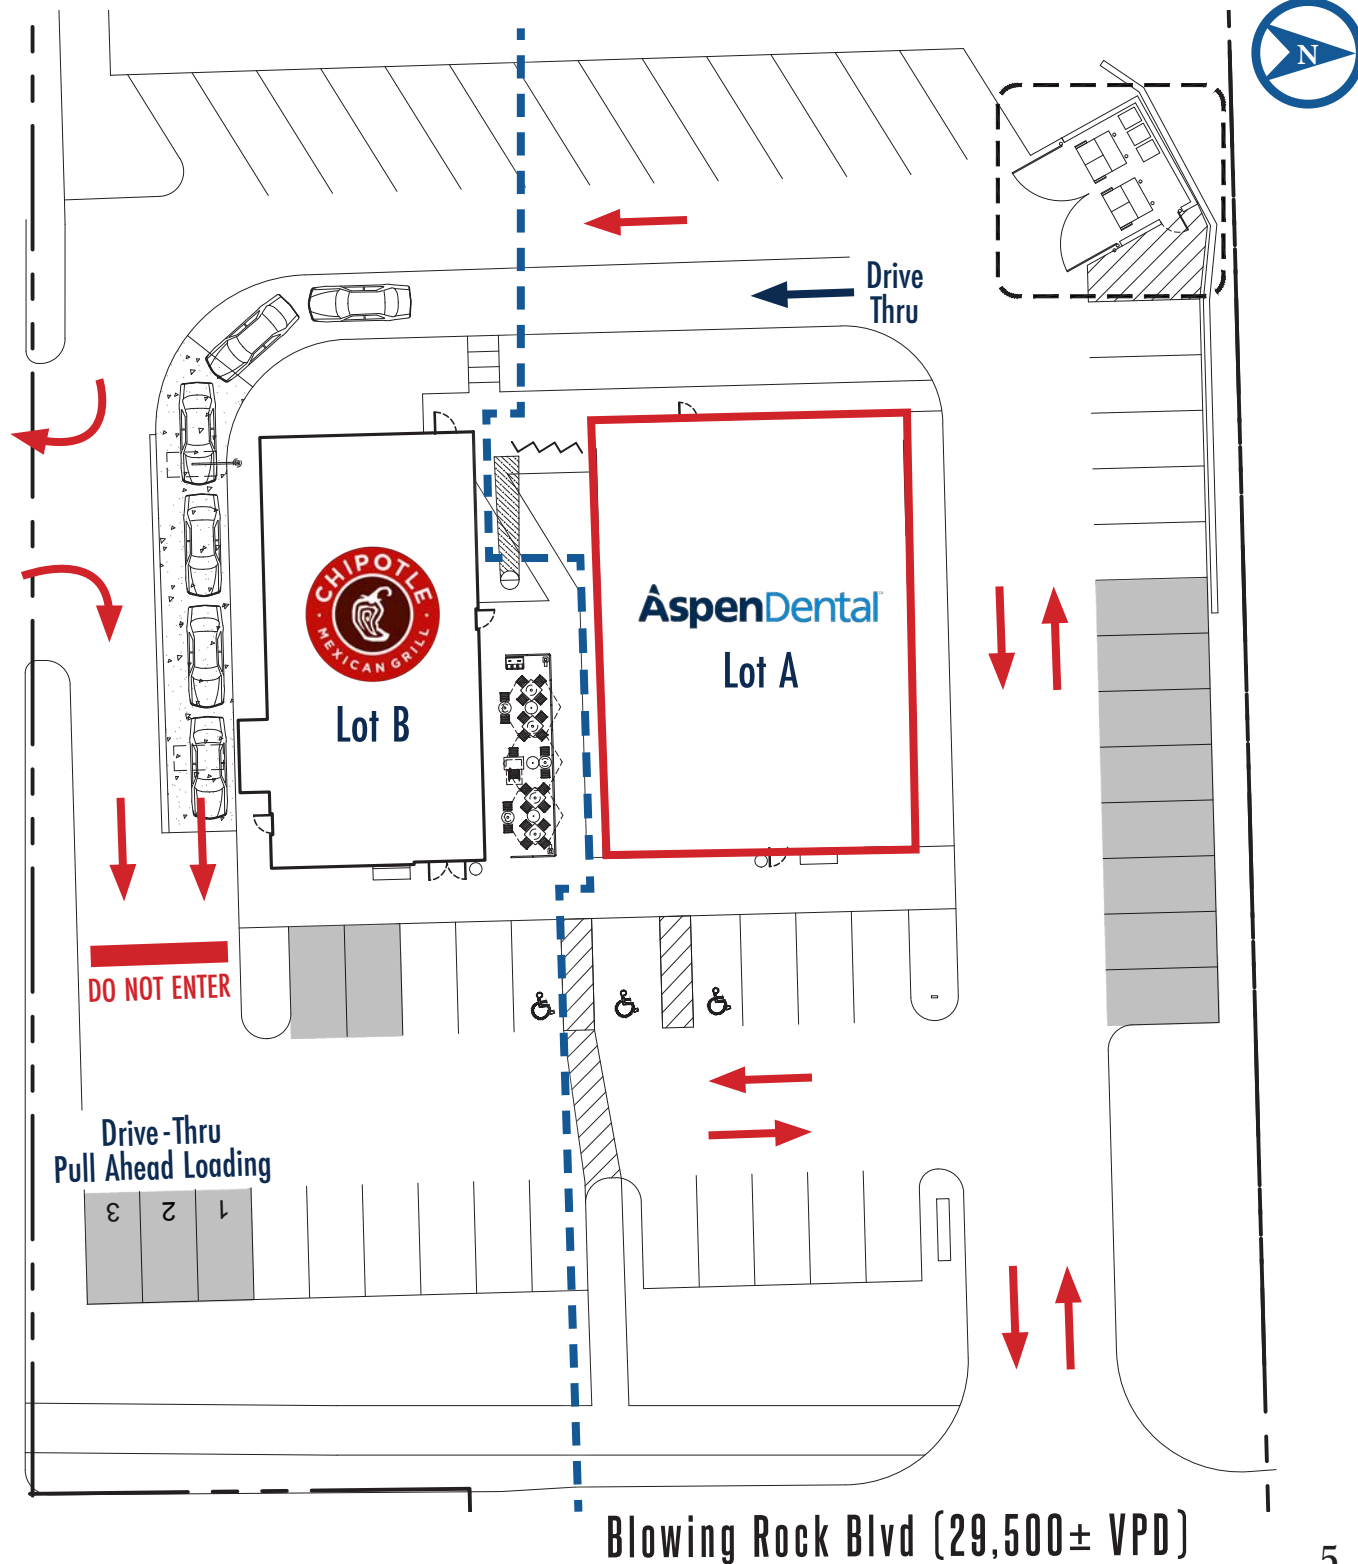 N
Drive
Thru
CHIPOTLE
MEXICAN GRILL
AspenDental
Lot A
Lot B
DO NOT ENTER
Drive-Thru
Pull Ahead Loading
3 2 1
Blowing Rock Blvd (29,500± VPD)
5